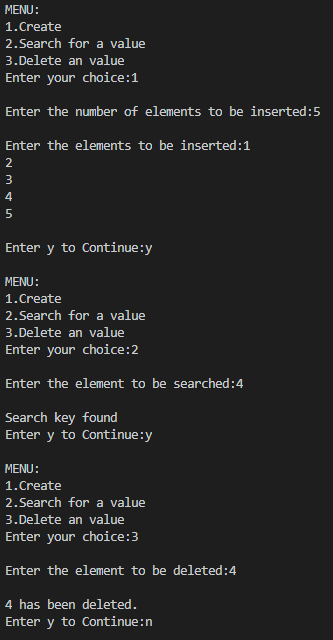 MENU:
1.Create
2.Search for a value
3.Delete an value
Enter your choice:1
Enter the number of elements to be inserted:5
Enter the elements to be inserted:1
2
3
4
5
Enter y to Continue:y
MENU:
1.Create
2.Search for a value
3.Delete an value
Enter your choice:2
Enter the element to be searched:4
Search key found
Enter y to Continue:y
MENU:
1.Create
2.Search for a value
3.Delete an value
Enter your choice:3
Enter the element to be deleted:4
4 has been deleted.
Enter y to Continue:n